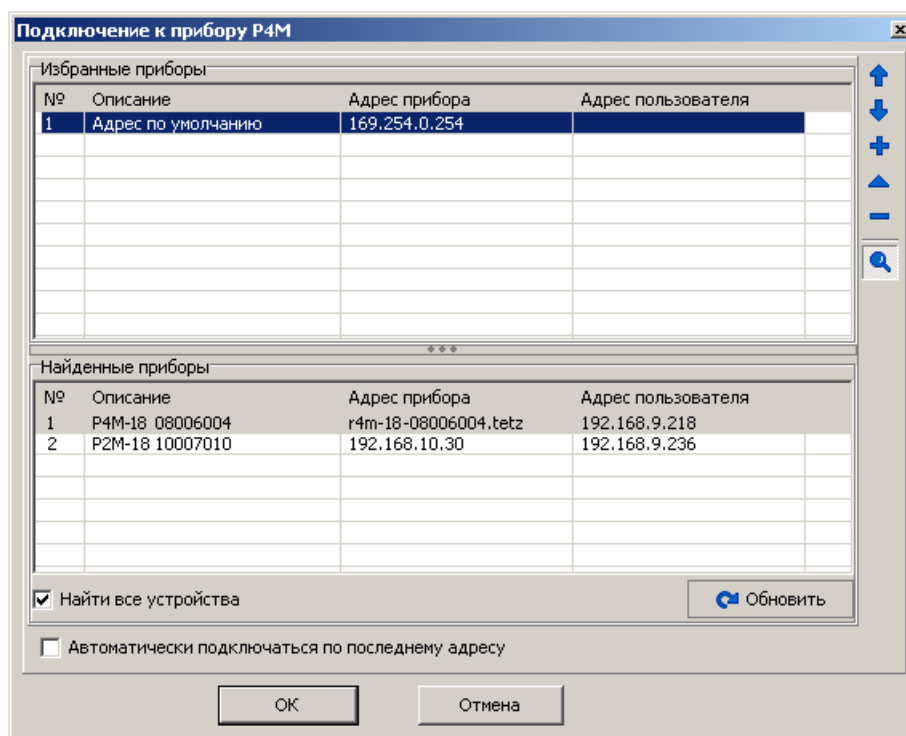 Подключение к прибору Р4М
Избранные приборы
№ Описание Адрес прибора Адрес пользователя
1 Адрес по умолчанию 169.254.0.254
Найденные приборы
№ Описание Адрес прибора Адрес пользователя
1 Р4М-18 08006004 r4m-18-08006004.tetz 192.168.9.218
2 Р2М-18 10007010 192.168.10.30 192.168.9.236
Найти все устройства
Обновить
Автоматически подключаться по последнему адресу
ОК
Отмена